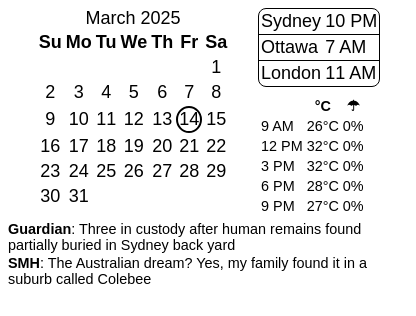 March 2025
Su Mo Tu We Th Fr Sa
1
2 3 4 5 6 7 8
9 10 11 12 13 14 15
16 17 18 19 20 21 22
23 24 25 26 27 28 29
30 31
Sydney 10 PM
Ottawa 7 AM
London 11 AM
°C ☂
9 AM 26°C 0%
12 PM 32°C 0%
3 PM 32°C 0%
6 PM 28°C 0%
9 PM 27°C 0%
Guardian: Three in custody after human remains found
partially buried in Sydney back yard
SMH: The Australian dream? Yes, my family found it in a
suburb called Colebee